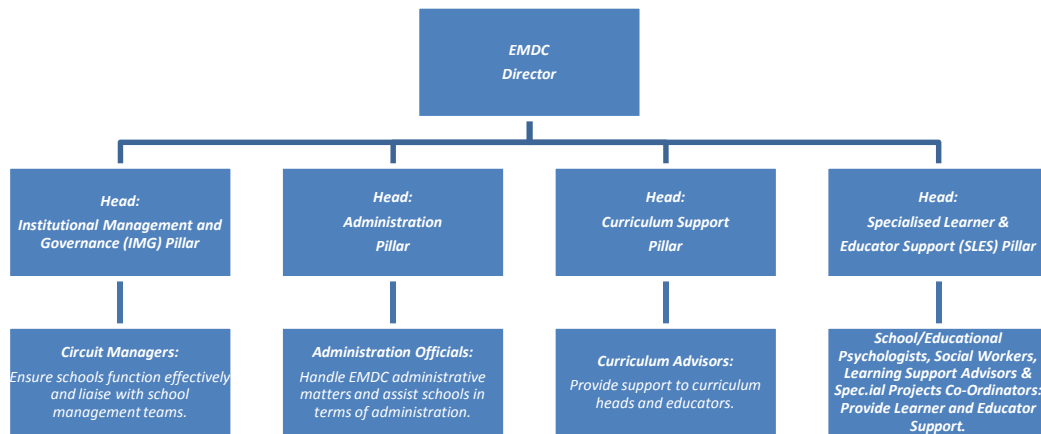 EMDC
Director
Head:
Institutional Management and
Governance (IMG) Pillar
Head:
Administration
Pillar
Head:
Curriculum Support
Pillar
Head:
Specialised Learner &
Educator Support (SLES) Pillar
Circuit Managers:
Ensure schools function effectively
and liaise with school
management teams.
Administration Officials:
Handle EMDC administrative
matters and assist schools in
terms of administration.
Curriculum Advisors:
Provide support to curriculum
heads and educators.
School/Educational
Psychologists, Social Workers,
Learning Support Advisors &
Spec.ial Projects Co-Ordinators:
Provide Learner and Educator
Support.